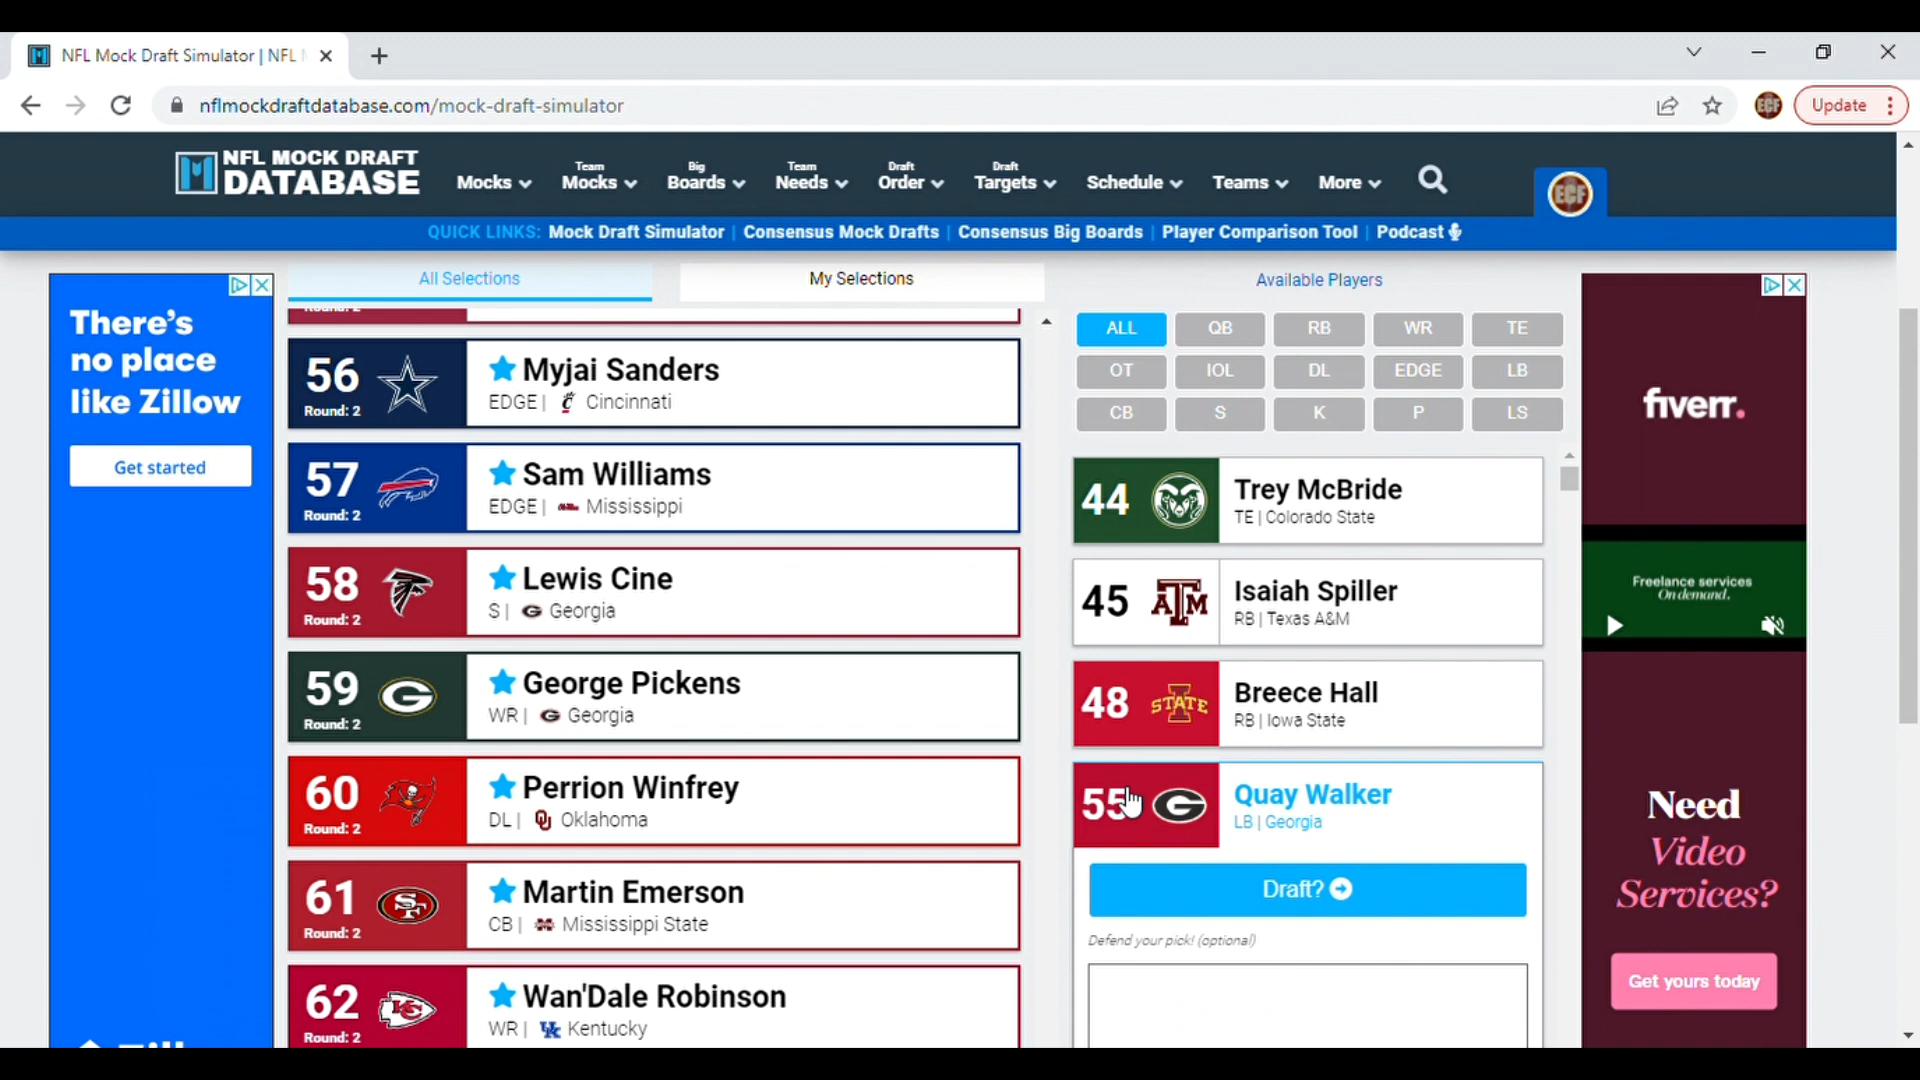 NFL Mock Draft Simulator | NFL
nflmockdraftdatabase.com/mock-draft-simulator
ECF
Update
NFL MOCK DRAFT
DATABASE
Mocks
Team
Mocks
Big
Boards
Team
Needs
Draft
Order
Draft
Targets
Schedule
Teams
More
ECF
QUICK LINKS: Mock Draft Simulator | Consensus Mock Drafts | Consensus Big Boards | Player Comparison Tool | Podcast
There's
no place
like Zillow
Get started
All Selections
My Selections
Round: 2
56
Round: 2
Myjai Sanders
EDGE | Cincinnati
57
Round: 2
Sam Williams
EDGE | Mississippi
58
Round: 2
Lewis Cine
S | Georgia
59
Round: 2
George Pickens
WR | Georgia
60
Round: 2
Perrion Winfrey
DL | Oklahoma
61
Round: 2
Martin Emerson
CB | Mississippi State
62
Round: 2
Wan'Dale Robinson
WR | Kentucky
Available Players
ALL QB RB WR TE
OT IOL DL EDGE LB
CB S K P LS
44
Trey McBride
TE | Colorado State
45
Isaiah Spiller
RB | Texas A&M
48
STATE
Breece Hall
RB | Iowa State
55
Quay Walker
LB | Georgia
Draft?
Defend your pick! (optional)
fiverr.
Freelance services
On demand.
Need
Video
Services?
Get yours today